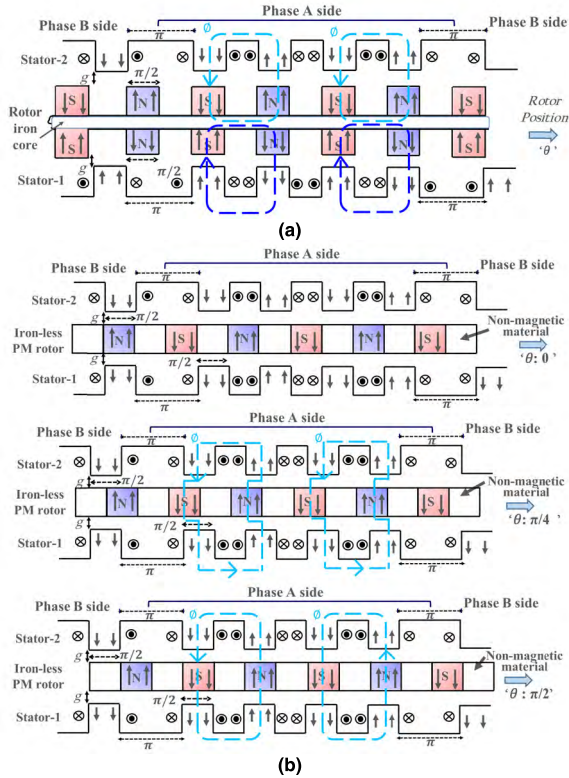 Phase A side
Phase B side
Phase B side
π
π
Stator-2
⊗ ⊙ ⊗ ⊙⊙ ⊗⊗ ⊙ ⊗
g
π/2
S N S N S N S
Rotor
iron
core
Rotor
Position
'θ'
S N S N S N S
g
π/2
Stator-1
π
π
(a)
Phase A side
Phase B side
Phase B side
π
π
Stator-2
g
π/2
Iron-less
PM rotor
N S N S N S
Non-magnetic
material
'θ: 0'
g
π/2
Stator-1
π
π
Phase A side
Phase B side
Phase B side
π
π
Ø
Ø
Stator-2
g
π/2
Iron-less
PM rotor
N S N S N S
Non-magnetic
material
'θ: π/4'
g
π/2
Stator-1
π
π
Phase A side
Phase B side
Phase B side
π
π
Ø
Ø
Stator-2
g
π/2
Iron-less
PM rotor
N S N S N S
Non-magnetic
material
'θ: π/2'
g
π/2
Stator-1
π
π
(b)